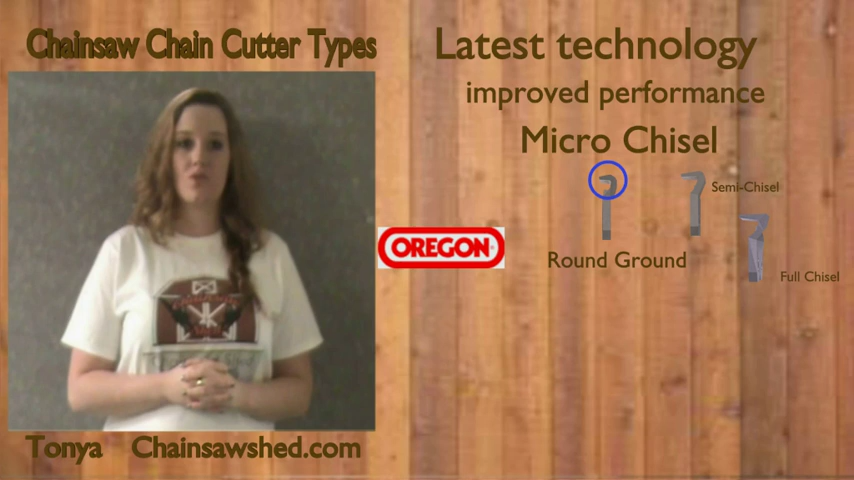 Chainsaw Chain Cutter Types
Latest technology
improved performance
Micro Chisel
Semi-Chisel
OREGON
Round Ground
Full Chisel
Tonya Chainsawshed.com